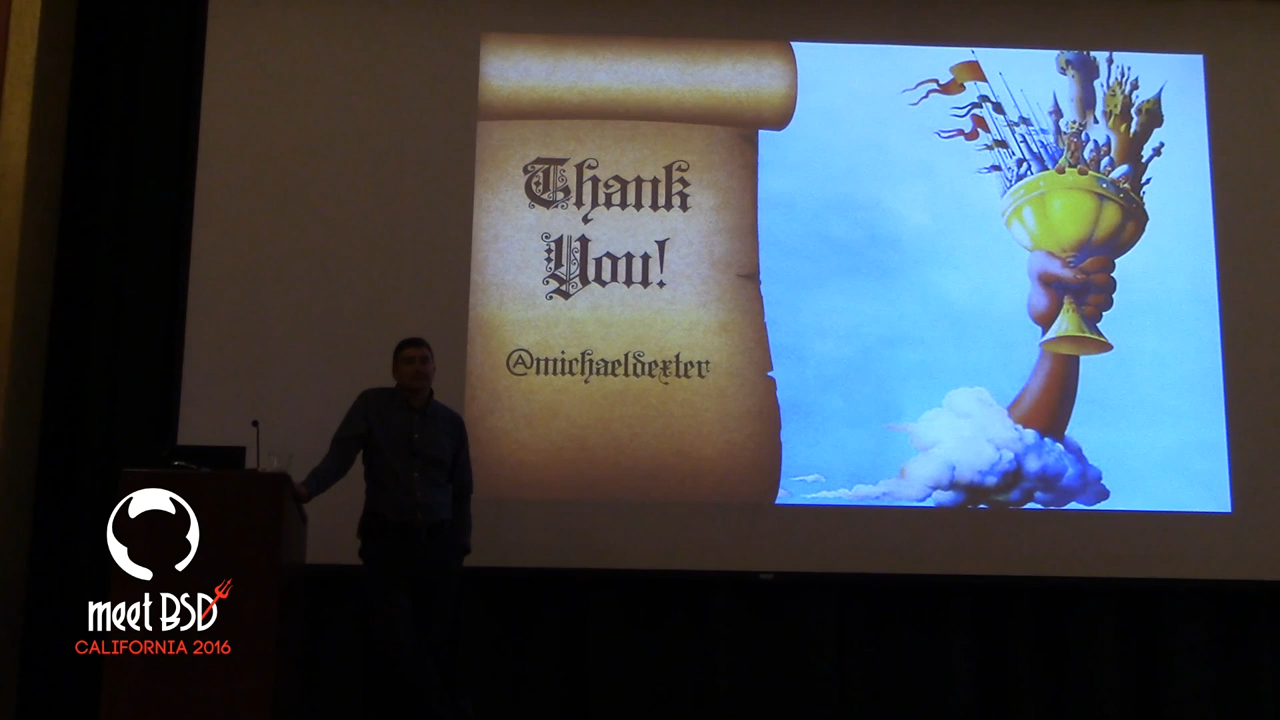 Thank
You!
@michaeldexter
meet BSD
CALIFORNIA 2016